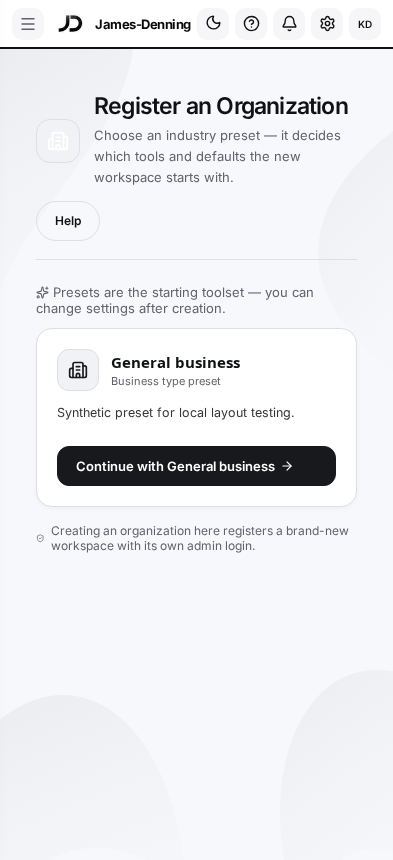 James-Denning
KD
Register an Organization
Choose an industry preset — it decides
which tools and defaults the new
workspace starts with.
Help
Presets are the starting toolset — you can
change settings after creation.
General business
Business type preset
Synthetic preset for local layout testing.
Continue with General business →
Creating an organization here registers a brand-new
workspace with its own admin login.